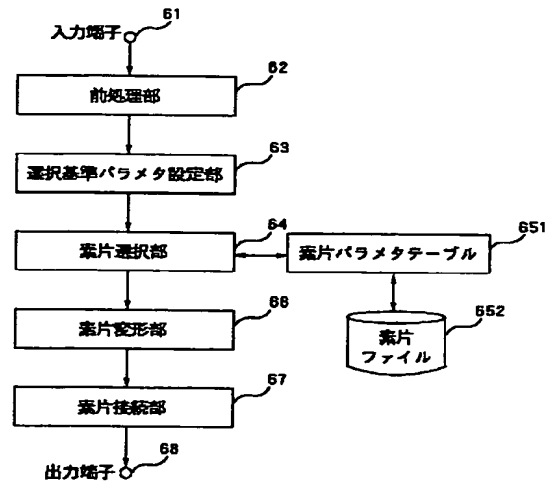 入力端子 61
62
前処理部
63
選択基準パラメタ設定部
64
素片選択部
651
素片パラメタテーブル
66
素片変形部
652
素片
ファイル
67
素片接続部
出力端子 68